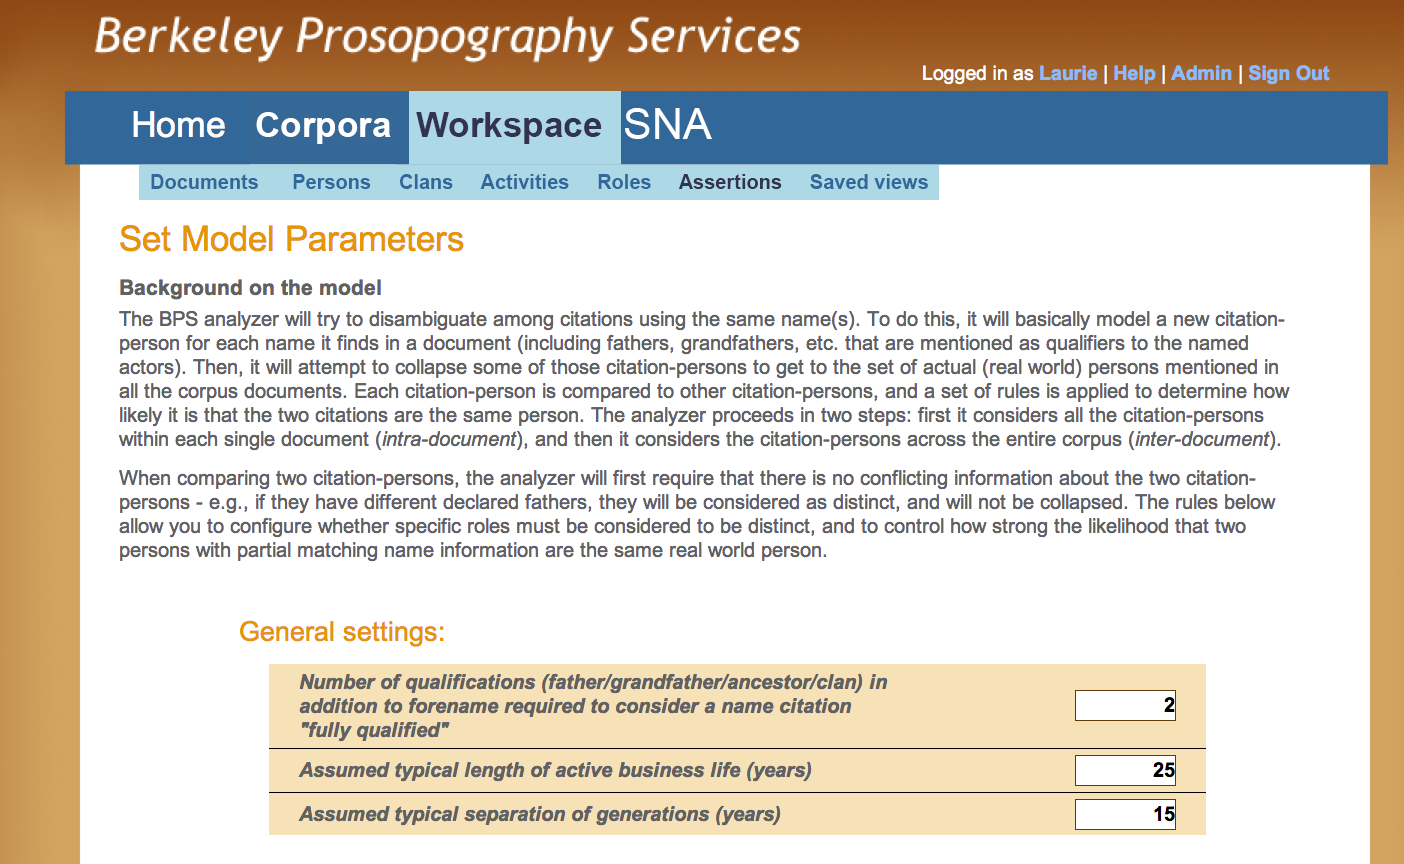 Berkeley Prosopography Services
Logged in as Laurie | Help | Admin | Sign Out
Home Corpora Workspace SNA
Documents Persons Clans Activities Roles Assertions Saved views
Set Model Parameters
Background on the model
The BPS analyzer will try to disambiguate among citations using the same name(s). To do this, it will basically model a new citation-
person for each name it finds in a document (including fathers, grandfathers, etc. that are mentioned as qualifiers to the named
actors). Then, it will attempt to collapse some of those citation-persons to get to the set of actual (real world) persons mentioned in
all the corpus documents. Each citation-person is compared to other citation-persons, and a set of rules is applied to determine how
likely it is that the two citations are the same person. The analyzer proceeds in two steps: first it considers all the citation-persons
within each single document (intra-document), and then it considers the citation-persons across the entire corpus (inter-document).
When comparing two citation-persons, the analyzer will first require that there is no conflicting information about the two citation-
persons - e.g., if they have different declared fathers, they will be considered as distinct, and will not be collapsed. The rules below
allow you to configure whether specific roles must be considered to be distinct, and to control how strong the likelihood that two
persons with partial matching name information are the same real world person.
General settings:
Number of qualifications (father/grandfather/ancestor/clan) in
addition to forename required to consider a name citation
"fully qualified"
2
Assumed typical length of active business life (years) 25
Assumed typical separation of generations (years) 15